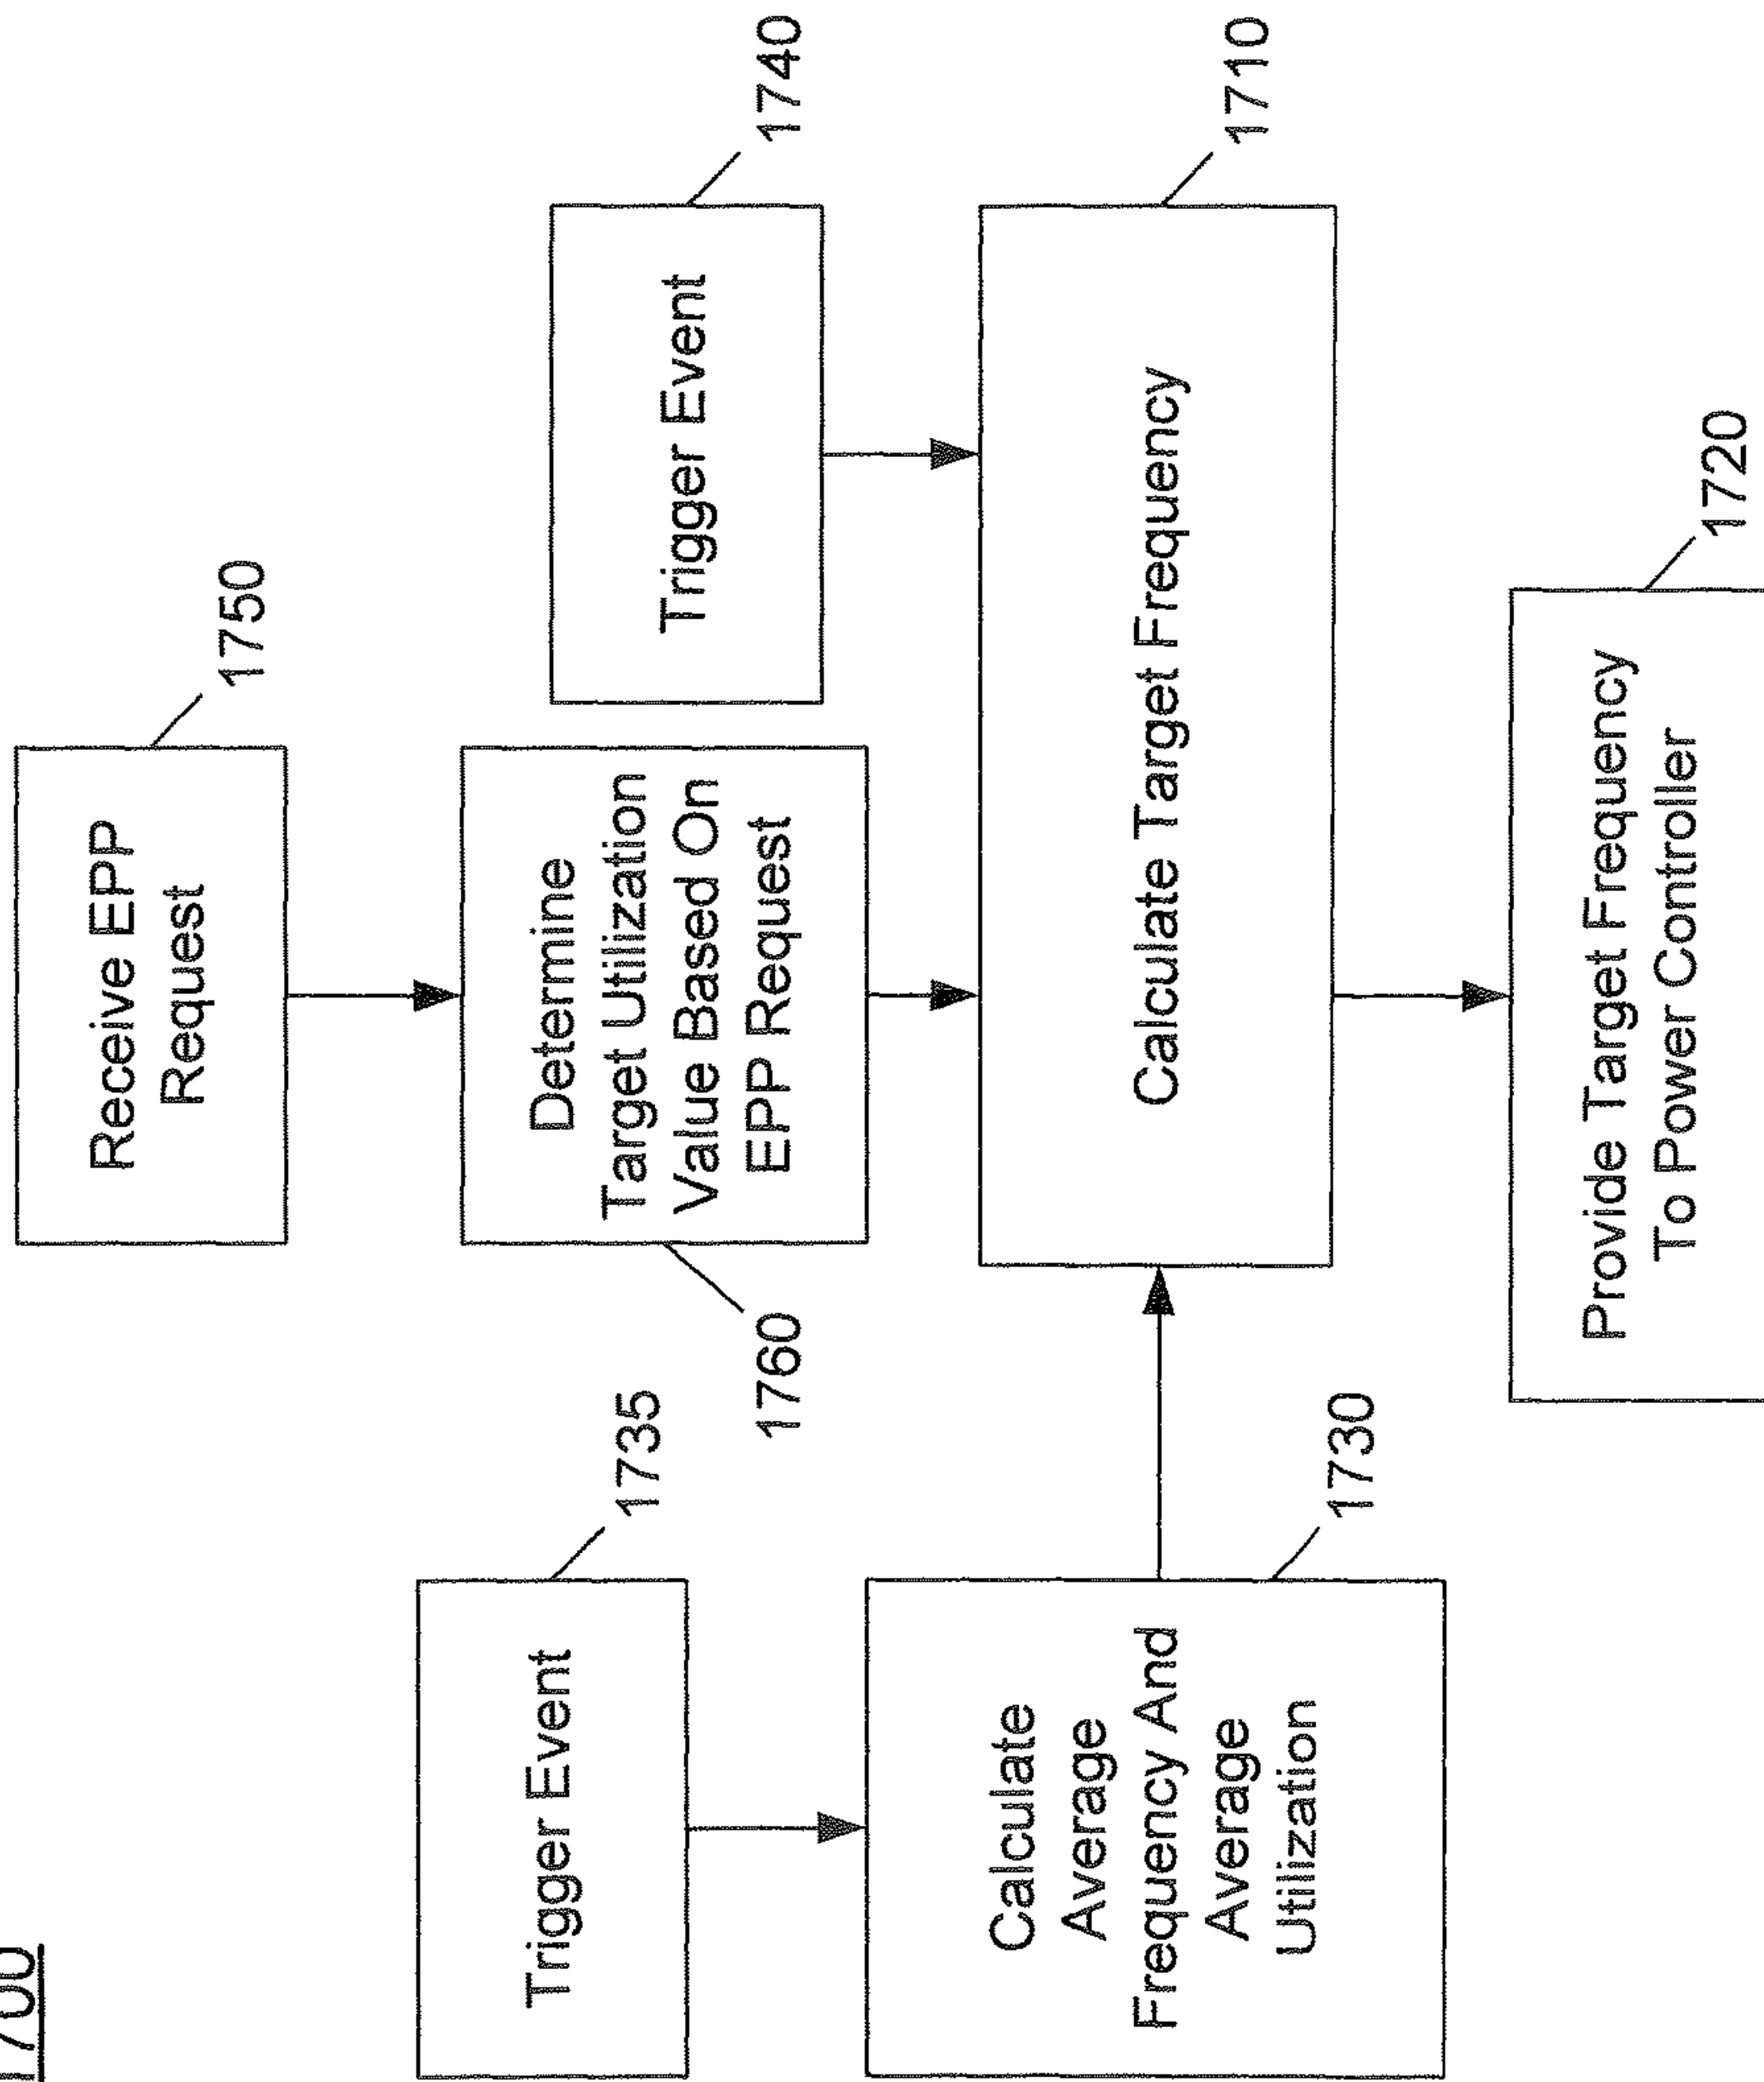 1700
Receive EPP
Request
1750
Determine
Target Utilization
Value Based On
EPP Request
1760
Trigger Event
1740
Trigger Event
1735
Calculate
Average
Frequency And
Average
Utilization
1730
Calculate Target Frequency
1710
Provide Target Frequency
To Power Controller
1720